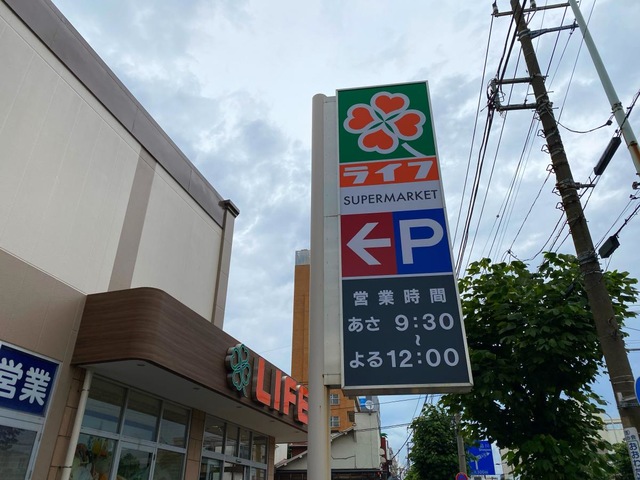 ライフ
SUPERMARKET
P
営業時間
あさ 9:30
~
よる12:00
LIFE
営業